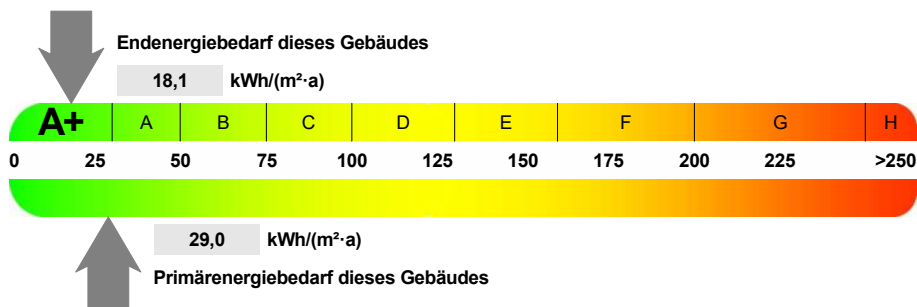 Endenergiebedarf dieses Gebäudes
18,1 kWh/(m²·a)
A+ A B C D E F G H
0 25 50 75 100 125 150 175 200 225 >250
29,0 kWh/(m²·a)
Primärenergiebedarf dieses Gebäudes